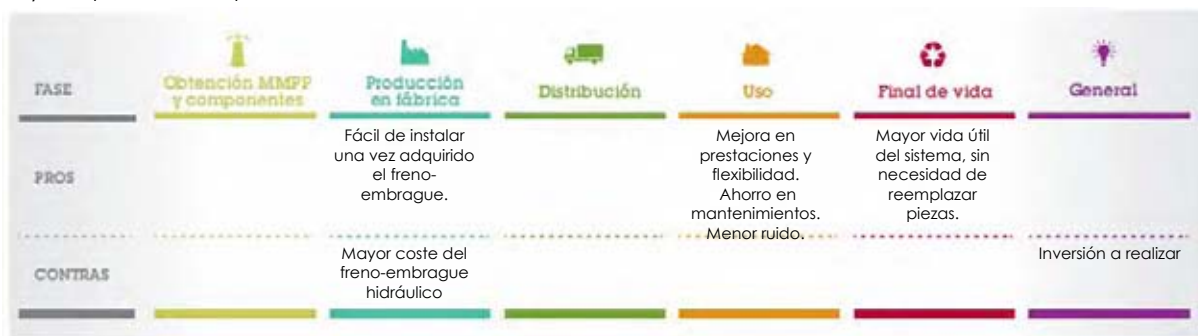 FASE
Obtención MMPP
y componentes
Producción
en fábrica
Distribución
Uso
Final de vida
General
PROS
Fácil de instalar
una vez adquirido
el freno-
embrague.
Mejora en
prestaciones y
flexibilidad.
Ahorro en
mantenimientos.
Menor ruido.
Mayor vida útil
del sistema, sin
necesidad de
reemplazar
piezas.
CONTRAS
Mayor coste del
freno-embrague
hidráulico
Inversión a realizar